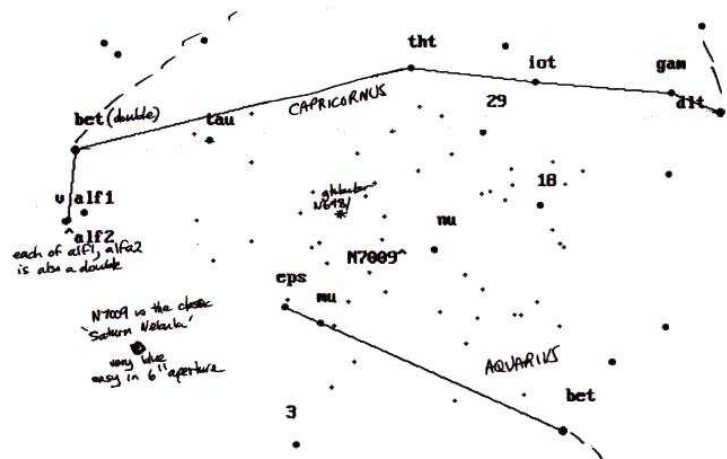 tht
iot
gam
dlt
CAPRICORNUS
29
bet (double)
tau
18
v alf1
globular
^alf2
nu
each of alf1, alfa2
is also a double
N7009^
eps
mu
N7009 is the classic
'Saturn Nebula'
very blue
easy in 6" aperture
AQUARIUS
bet
3